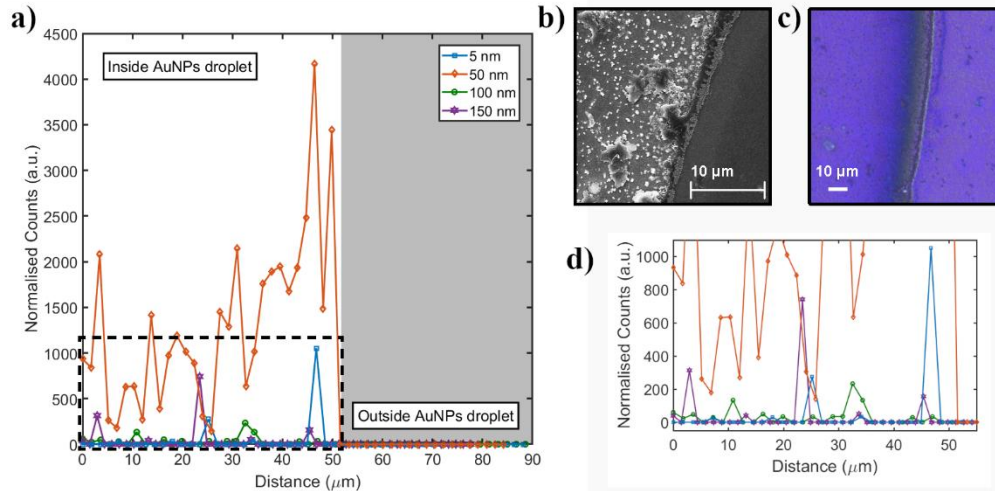 a)
4500
4000
3500
3000
2500
2000
1500
1000
500
0
Normalised Counts (a.u.)
Inside AuNPs droplet
5 nm
50 nm
100 nm
150 nm
Outside AuNPs droplet
0 10 20 30 40 50 60 70 80 90
Distance (μm)
b)
10 μm
c)
10 μm
d)
1000
800
600
400
200
0
Normalised Counts (a.u.)
0 10 20 30 40 50
Distance (μm)